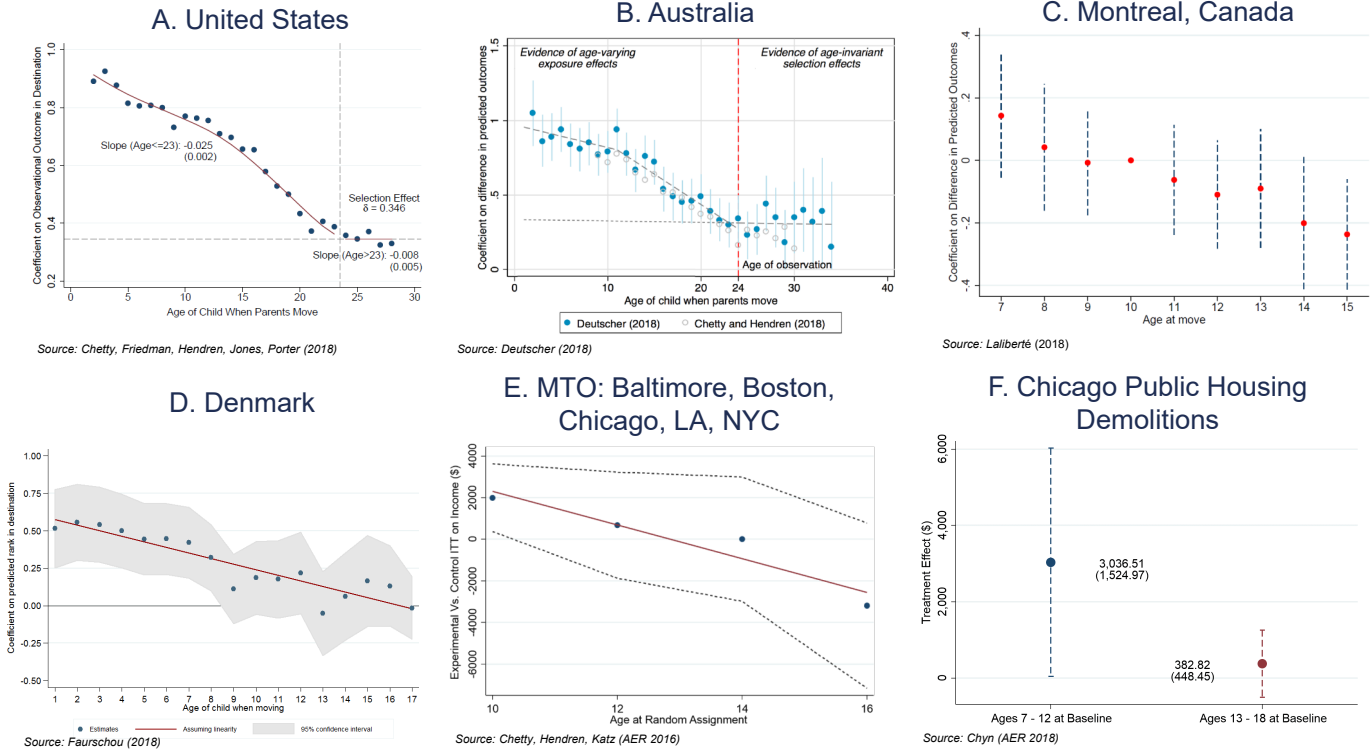 A. United States
Coefficient on Observational Outcome in Destination
1.0
0.8
0.6
0.4
0.2
Slope (Age<=23): -0.025
(0.002)
Selection Effect
δ = 0.346
Slope (Age>23): -0.008
(0.005)
0 5 10 15 20 25 30
Age of Child When Parents Move
Source: Chetty, Friedman, Hendren, Jones, Porter (2018)
B. Australia
Coefficient on difference in predicted outcomes
1.5
1
.5
0
Evidence of age-varying
exposure effects
Evidence of age-invariant
selection effects
Age of observation
0 10 20 24 30 40
Age of child when parents move
Deutscher (2018) Chetty and Hendren (2018)
Source: Deutscher (2018)
C. Montreal, Canada
Coefficient on Difference in Predicted Outcomes
.4
.2
0
-.2
-.4
7 8 9 10 11 12 13 14 15
Age at move
Source: Laliberté (2018)
D. Denmark
Coefficient on predicted rank in destination
1.00
0.75
0.50
0.25
0.00
-0.25
-0.50
1 2 3 4 5 6 7 8 9 10 11 12 13 14 15 16 17
Age of child when moving
Estimates Assuming linearity 95% confidence interval
Source: Faurschou (2018)
E. MTO: Baltimore, Boston,
Chicago, LA, NYC
Experimental Vs. Control ITT on Income ($)
4000
2000
0
-2000
-4000
-6000
10 12 14 16
Age at Random Assignment
Source: Chetty, Hendren, Katz (AER 2016)
F. Chicago Public Housing
Demolitions
Treatment Effect ($)
6,000
4,000
2,000
0
3,036.51
(1,524.97)
382.82
(448.45)
Ages 7 - 12 at Baseline Ages 13 - 18 at Baseline
Source: Chyn (AER 2018)